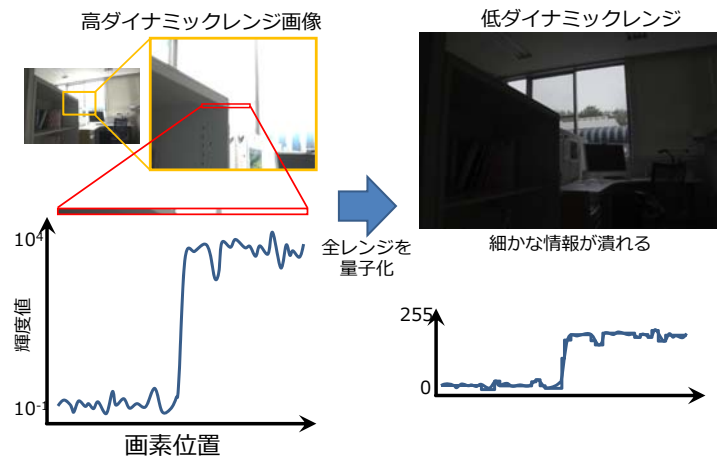 高ダイナミックレンジ画像
低ダイナミックレンジ
全レンジを
量子化
細かな情報が潰れる
10⁴
輝度値
10⁻¹
画素位置
255
0